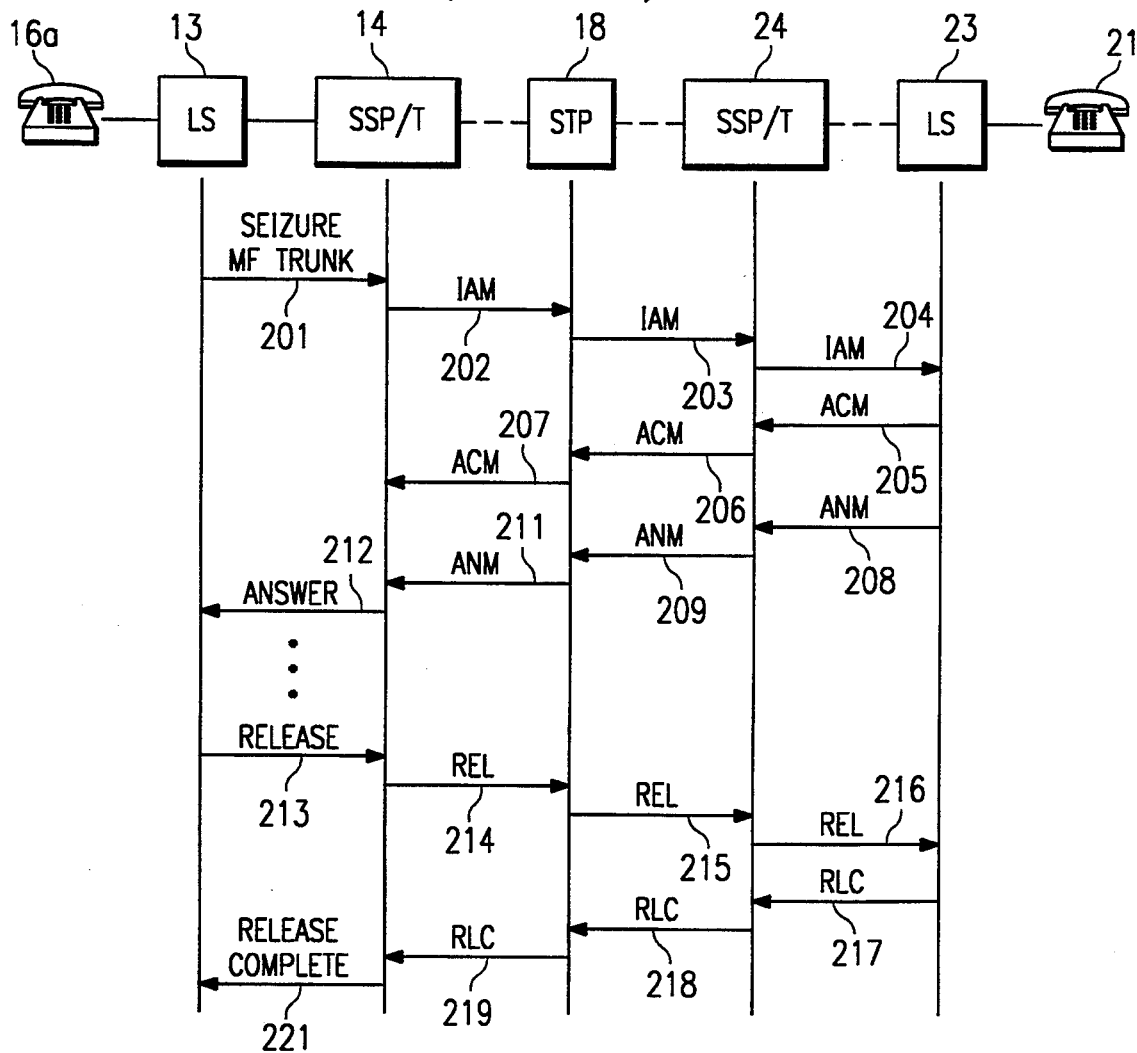 16a 13 14 18 24 23 21
LS SSP/T STP SSP/T LS
SEIZURE
MF TRUNK
201
IAM
202
IAM
203
204
IAM
ACM
205
ACM
206
207
ACM
ANM
208
ANM
209
211
ANM
212
ANSWER
RELEASE
213
REL
214
REL
215
216
REL
RLC
217
RLC
218
RLC
219
RELEASE
COMPLETE
221